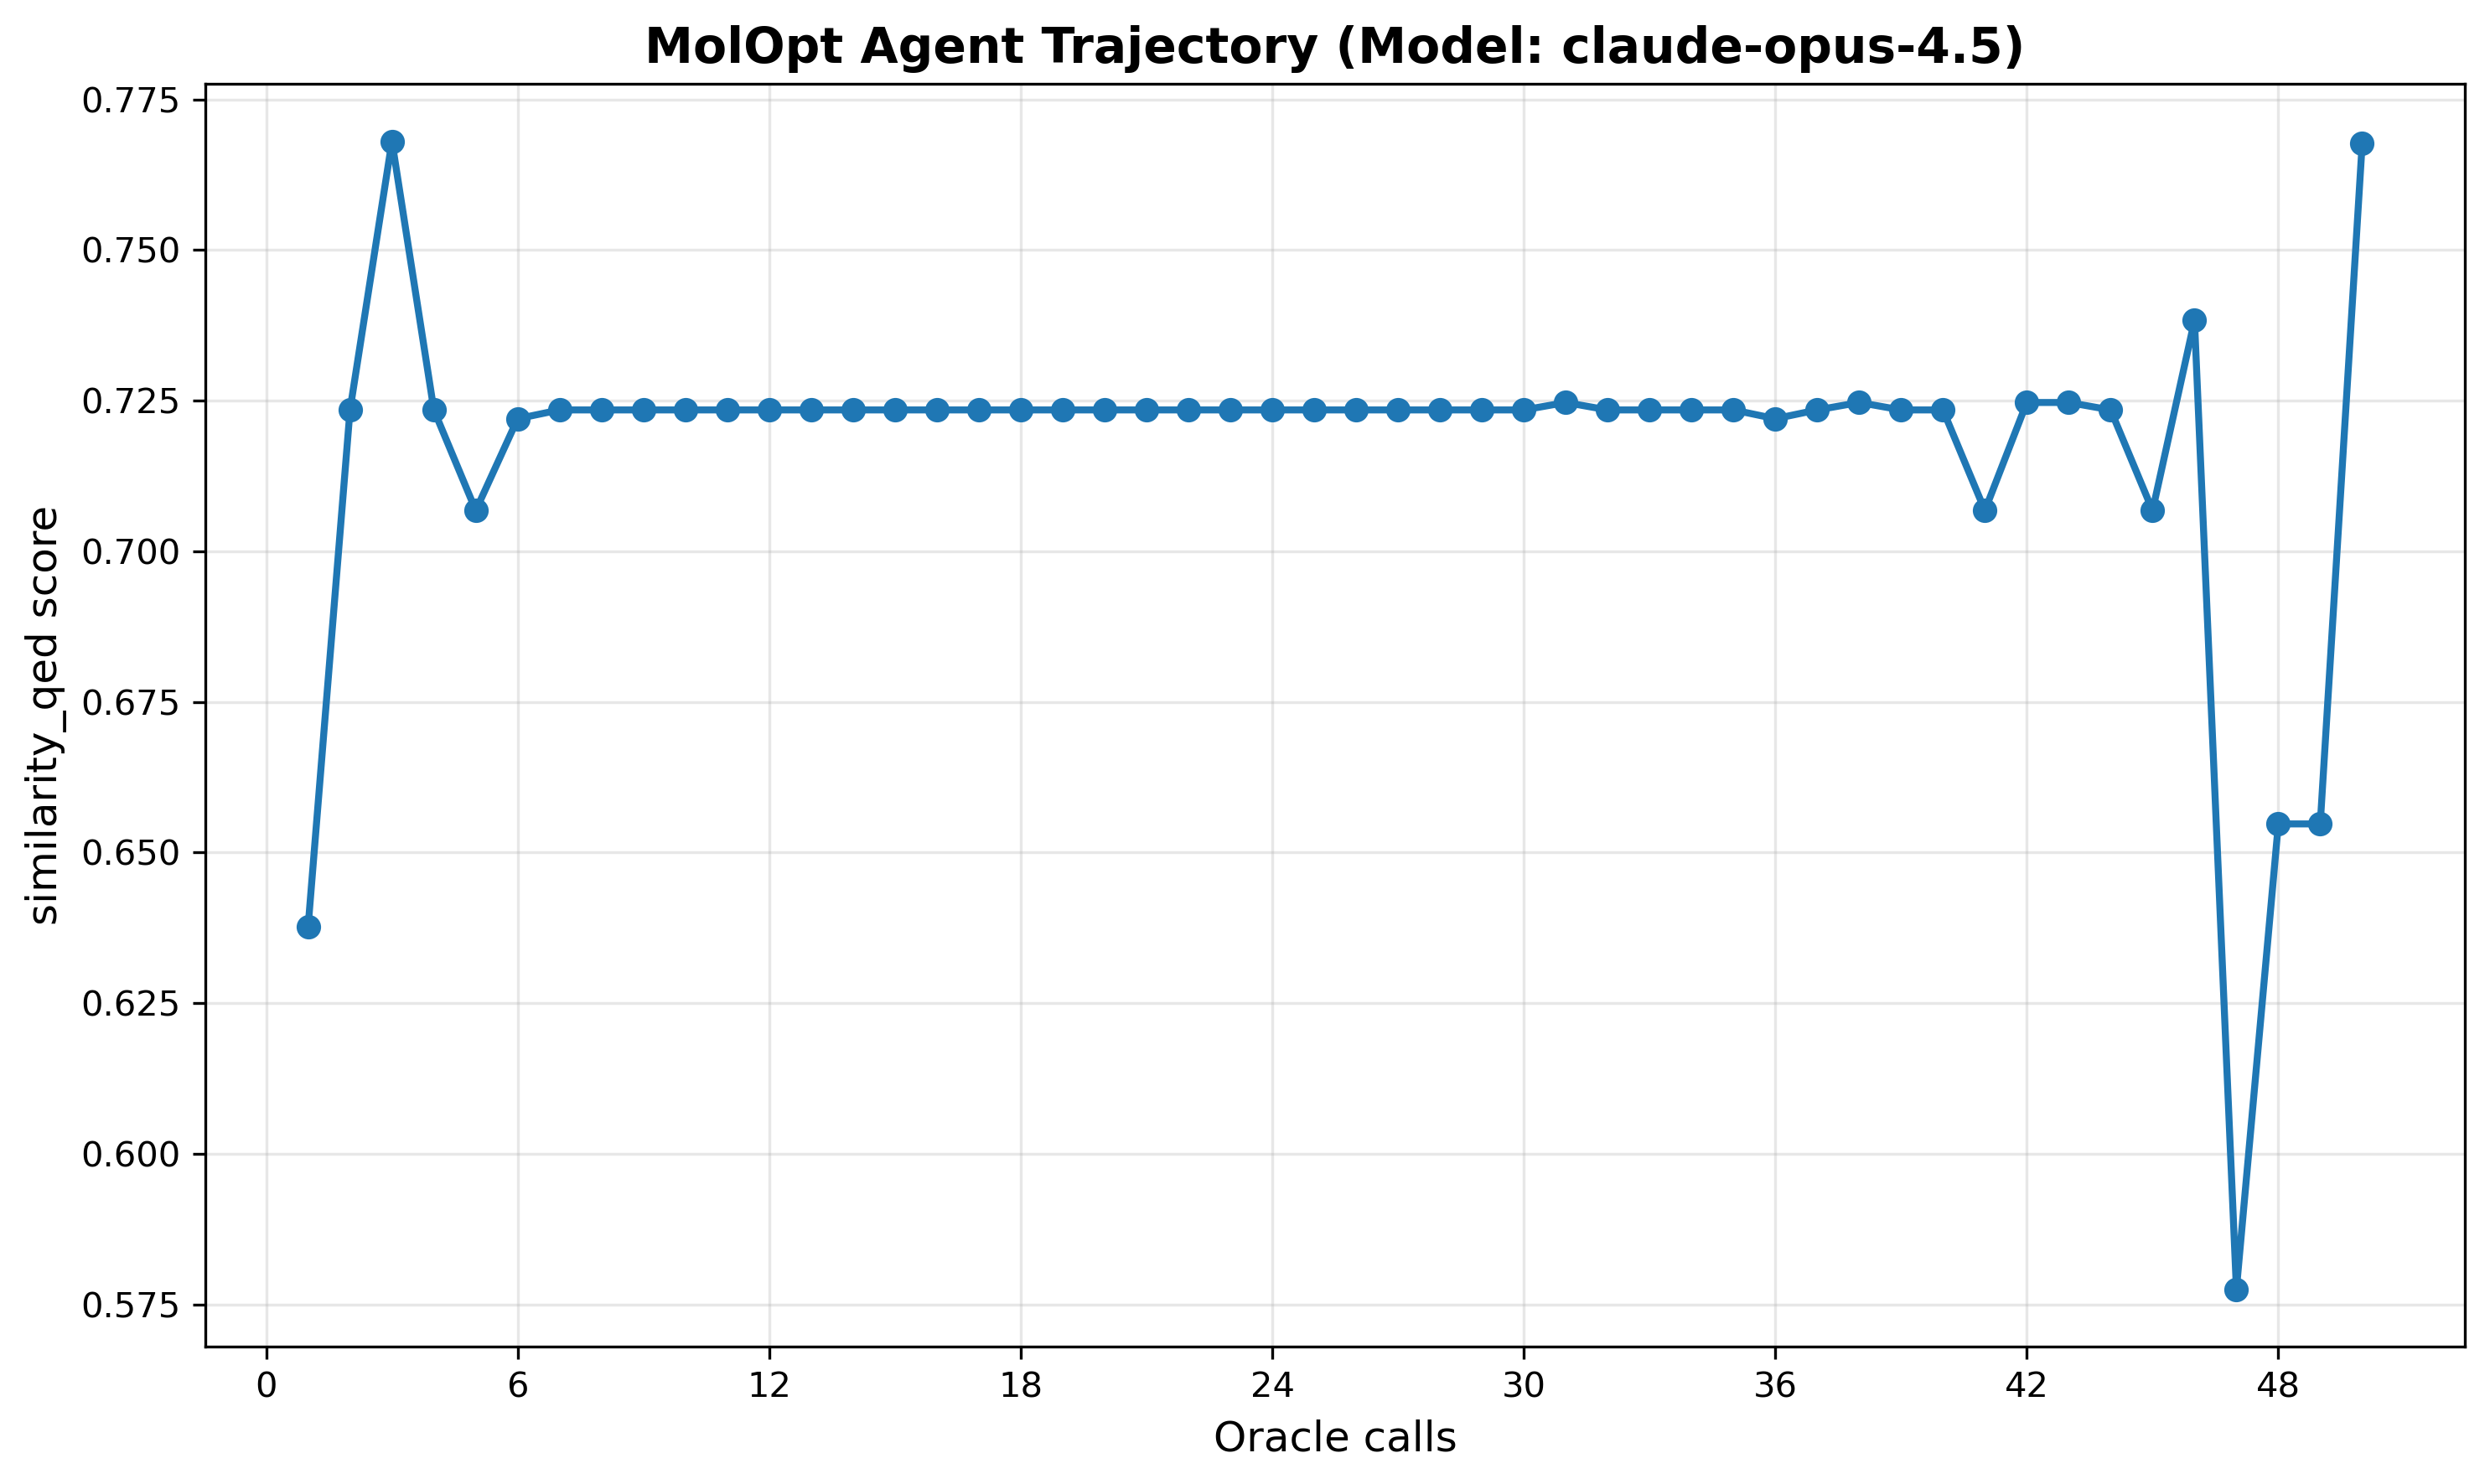 MolOpt Agent Trajectory (Model: claude-opus-4.5)
similarity_qed score
0.775
0.750
0.725
0.700
0.675
0.650
0.625
0.600
0.575
0 6 12 18 24 30 36 42 48
Oracle calls